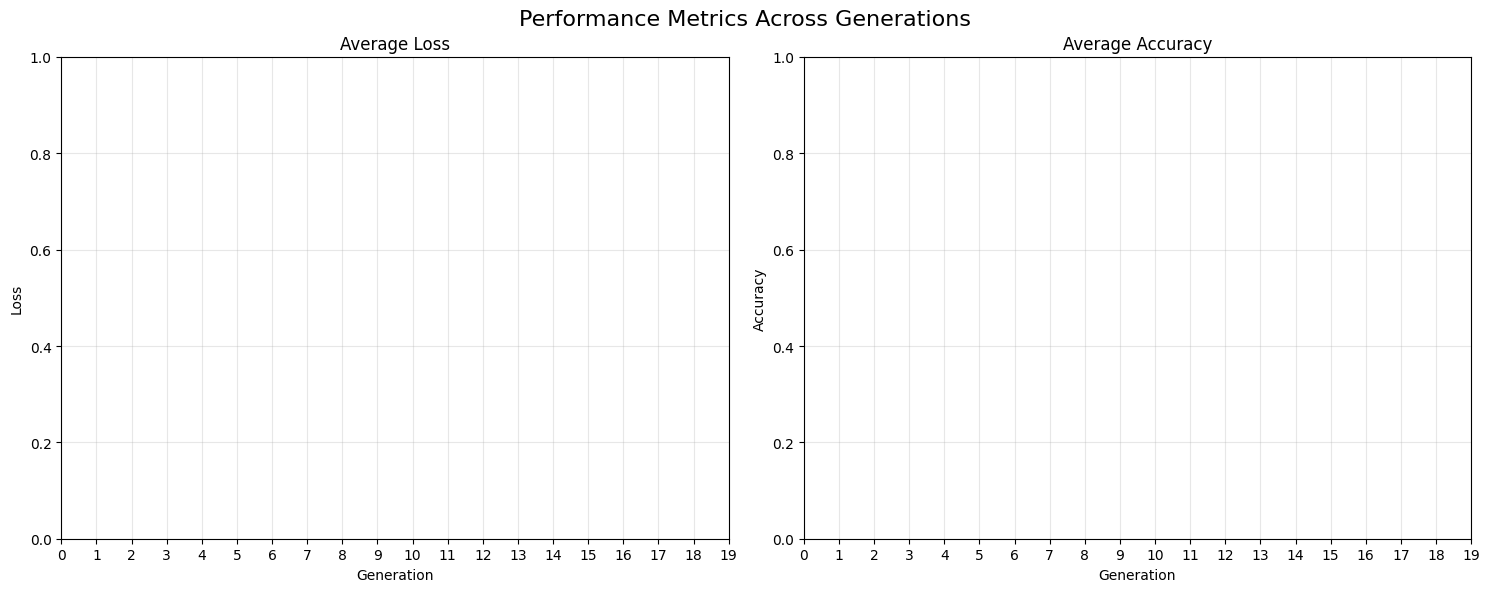 Performance Metrics Across Generations
Average Loss
1.0
0.8
0.6
0.4
0.2
0.0
Loss
0 1 2 3 4 5 6 7 8 9 10 11 12 13 14 15 16 17 18 19
Generation
Average Accuracy
1.0
0.8
0.6
0.4
0.2
0.0
Accuracy
0 1 2 3 4 5 6 7 8 9 10 11 12 13 14 15 16 17 18 19
Generation